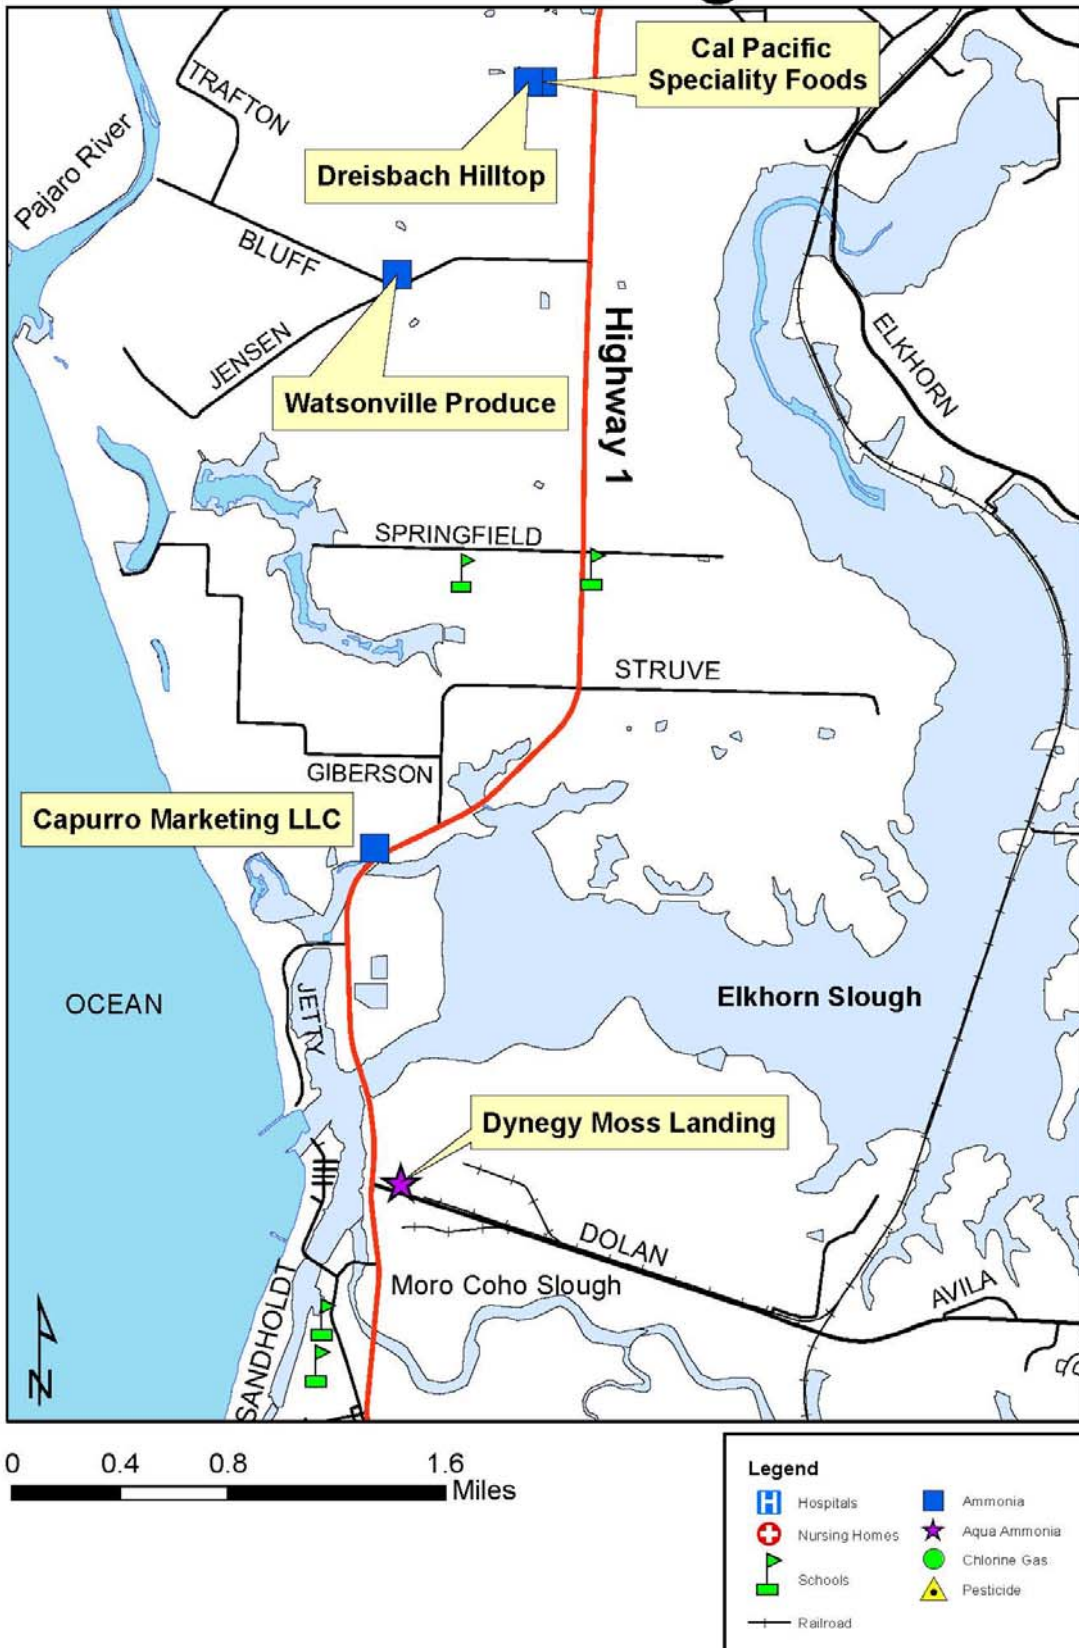 Cal Pacific
Speciality Foods
TRAFTON
Pajaro River
Dreisbach Hilltop
BLUFF
Highway 1
JENSEN
ELKHORN
Watsonville Produce
SPRINGFIELD
STRUVE
GIBERSON
Capurro Marketing LLC
OCEAN
JETTY
Elkhorn Slough
Dynegy Moss Landing
DOLAN
Moro Coho Slough
AVILA
SANDHOLDT
N
0 0.4 0.8 1.6
Miles
Legend
H Hospitals
Ammonia
Nursing Homes
Aqua Ammonia
Schools
Chlorine Gas
Pesticide
Railroad